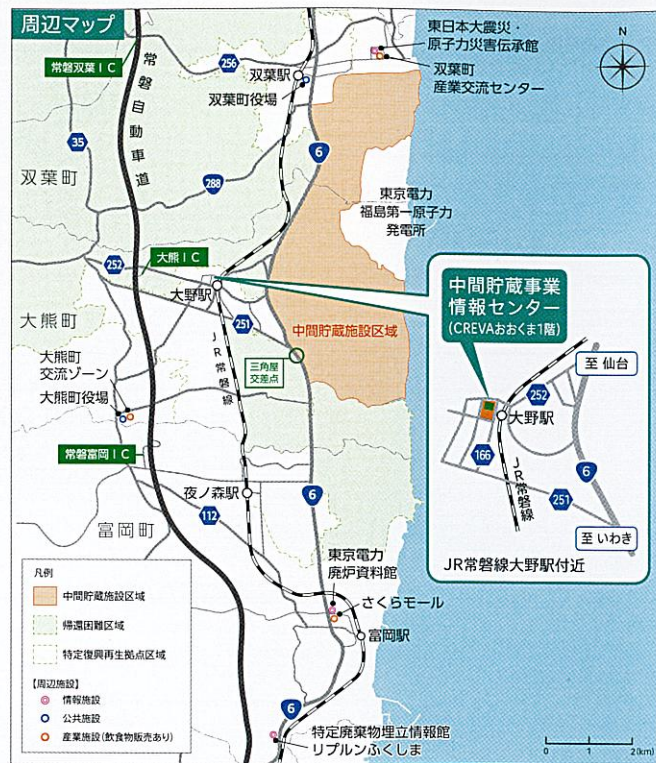 周辺マップ
東日本大震災・
原子力災害伝承館
双葉町
産業交流センター
N
常磐双葉IC
256
双葉駅
双葉町役場
常磐自動車道
35
6
双葉町
288
東京電力
福島第一原子力
発電所
大熊IC
252
大野駅
中間貯蔵事業
情報センター
(CREVAおおくま1階)
大熊町
251
中間貯蔵施設区域
JR常磐線
三角屋
交差点
大熊町
交流ゾーン
大熊町役場
至 仙台
252
大野駅
166
6
JR常磐線
251
至 いわき
JR常磐線大野駅付近
常磐富岡IC
夜ノ森駅
6
112
富岡町
東京電力
廃炉資料館
さくらモール
富岡駅
凡例
中間貯蔵施設区域
帰還困難区域
特定復興再生拠点区域
【周辺施設】
情報施設
公共施設
産業施設(飲食物販売あり)
6
特定廃棄物埋立情報館
リプルンふくしま
0 1 2(km)